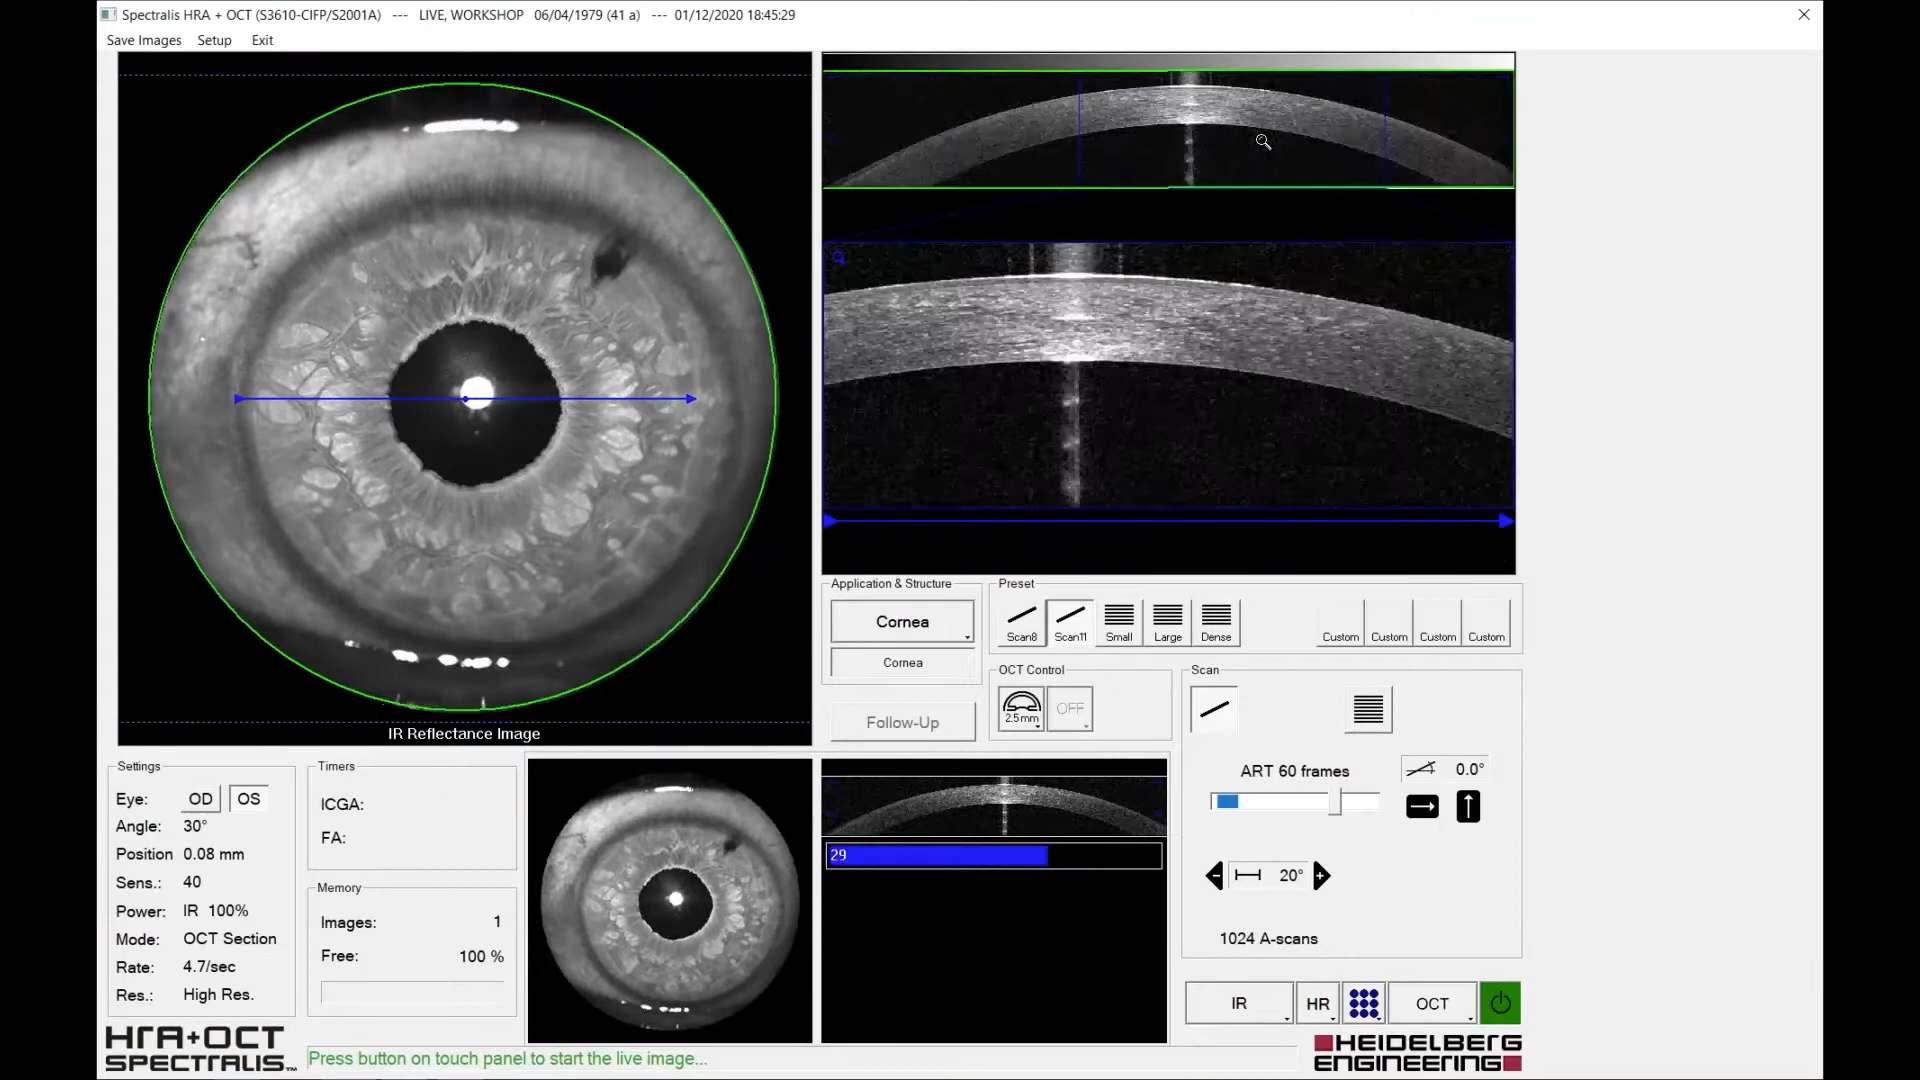 Spectralis HRA + OCT (S3610-CIFP/S2001A) --- LIVE, WORKSHOP 06/04/1979 (41 a) --- 01/12/2020 18:45:29
Save Images Setup Exit
IR Reflectance Image
Application & Structure
Cornea
Cornea
Follow-Up
Preset
Scan8 Scan11 Small Large Dense Custom Custom Custom Custom
OCT Control
2.5mm OFF
Scan
ART 60 frames 0.0°
20°
1024 A-scans
Settings
Eye: OD OS
Angle: 30°
Position 0.08 mm
Sens.: 40
Power: IR 100%
Mode: OCT Section
Rate: 4.7/sec
Res.: High Res.
Timers
ICGA:
FA:
Memory
Images: 1
Free: 100 %
29
IR HR OCT
HRA+OCT
SPECTRALIS™
Press button on touch panel to start the live image...
HEIDELBERG
ENGINEERING